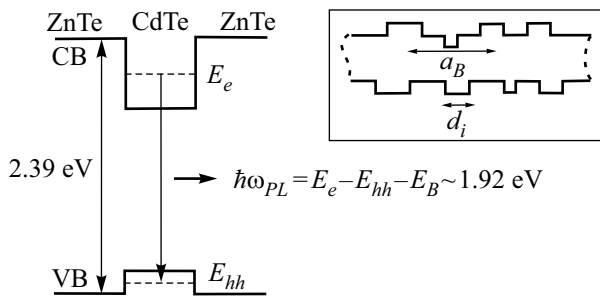 ZnTe CdTe ZnTe
CB
E_e
a_B
d_i
2.39 eV
ℏω_PL = E_e – E_hh – E_B ~ 1.92 eV
VB
E_hh